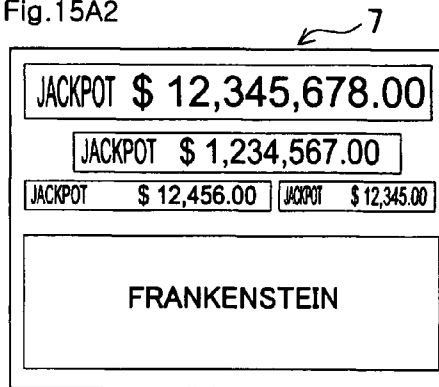 Fig.15A2
7
JACKPOT $ 12,345,678.00
JACKPOT $ 1,234,567.00
JACKPOT $ 12,456.00 JACKPOT $ 12,345.00
FRANKENSTEIN